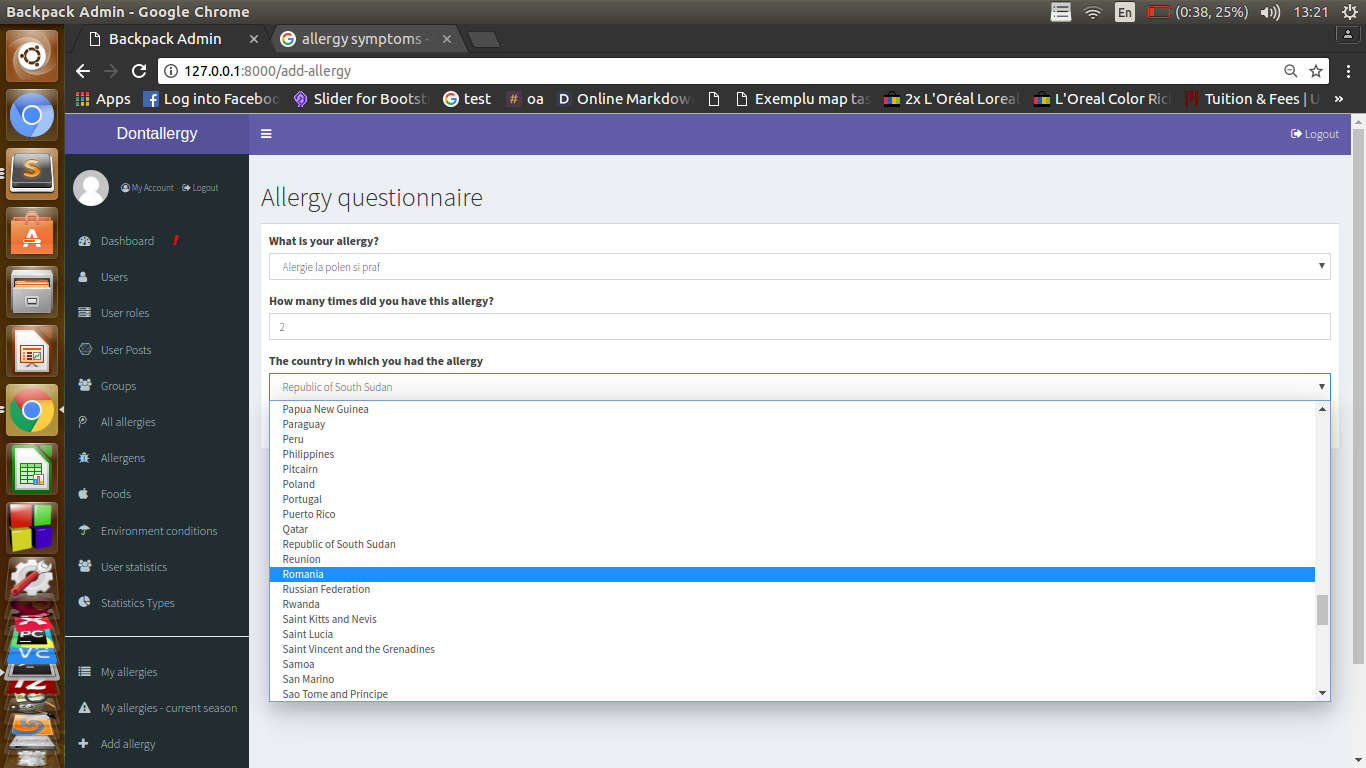 Backpack Admin - Google Chrome
En
(0:38, 25%)
13:21
Backpack Admin
allergy symptoms -
127.0.0.1:8000/add-allergy
Apps
Log into Faceboo
Slider for Bootst
test
# oa
D Online Markdow
Exemplu map tas
2x L'Oréal Loreal
L'Oreal Color Ric
Tuition & Fees | U
»
Dontallergy
Logout
My Account
Logout
Dashboard
!
Users
User roles
User Posts
Groups
All allergies
Allergens
Foods
Environment conditions
User statistics
Statistics Types
My allergies
My allergies - current season
Add allergy
Allergy questionnaire
What is your allergy?
Alergie la polen si praf
How many times did you have this allergy?
2
The country in which you had the allergy
Republic of South Sudan
Papua New Guinea
Paraguay
Peru
Philippines
Pitcairn
Poland
Portugal
Puerto Rico
Qatar
Republic of South Sudan
Reunion
Romania
Russian Federation
Rwanda
Saint Kitts and Nevis
Saint Lucia
Saint Vincent and the Grenadines
Samoa
San Marino
Sao Tome and Principe
PC
VC